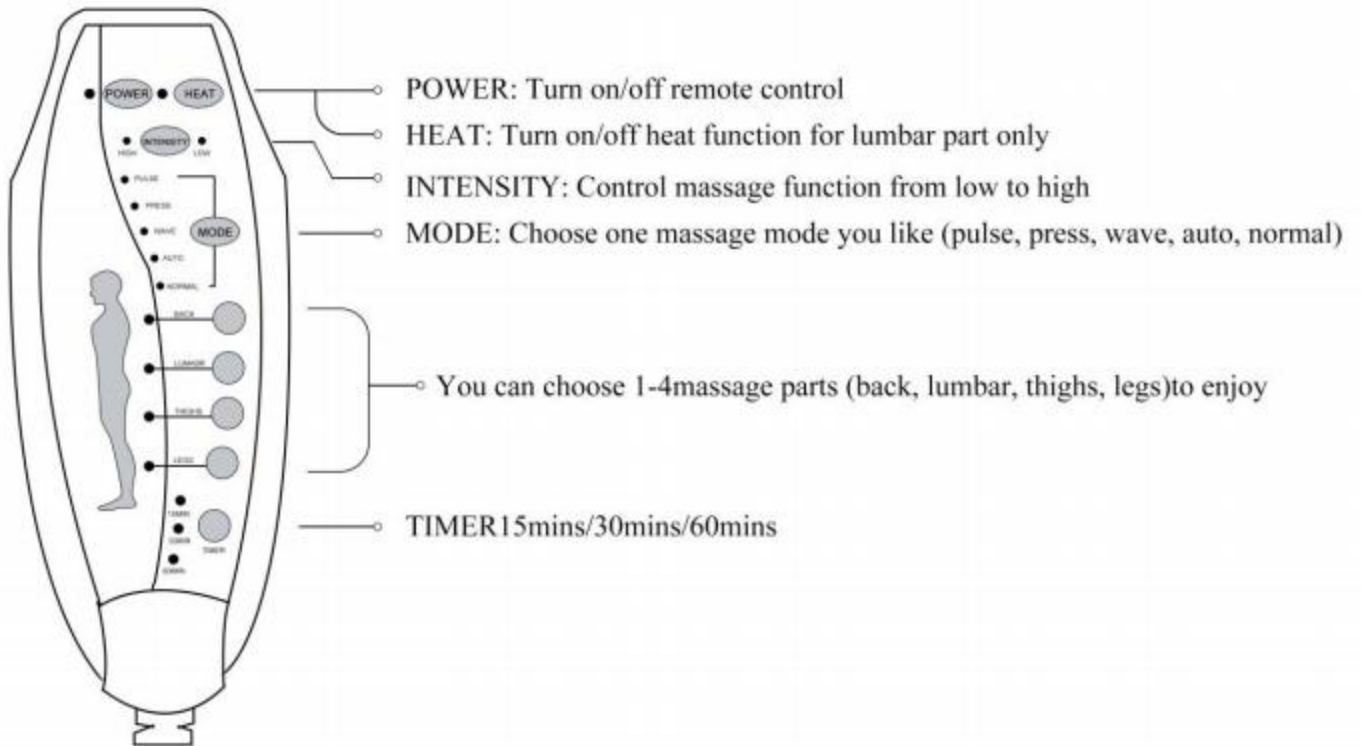 POWER HEAT
POWER: Turn on/off remote control
HEAT: Turn on/off heat function for lumbar part only
HIGH INTENSITY LOW
INTENSITY: Control massage function from low to high
PULSE
PRESS
WAVE MODE
MODE: Choose one massage mode you like (pulse, press, wave, auto, normal)
AUTO
NORMAL
BACK
THIGHS
You can choose 1-4massage parts (back, lumbar, thighs, legs)to enjoy
TIMER15mins/30mins/60mins
TIMER